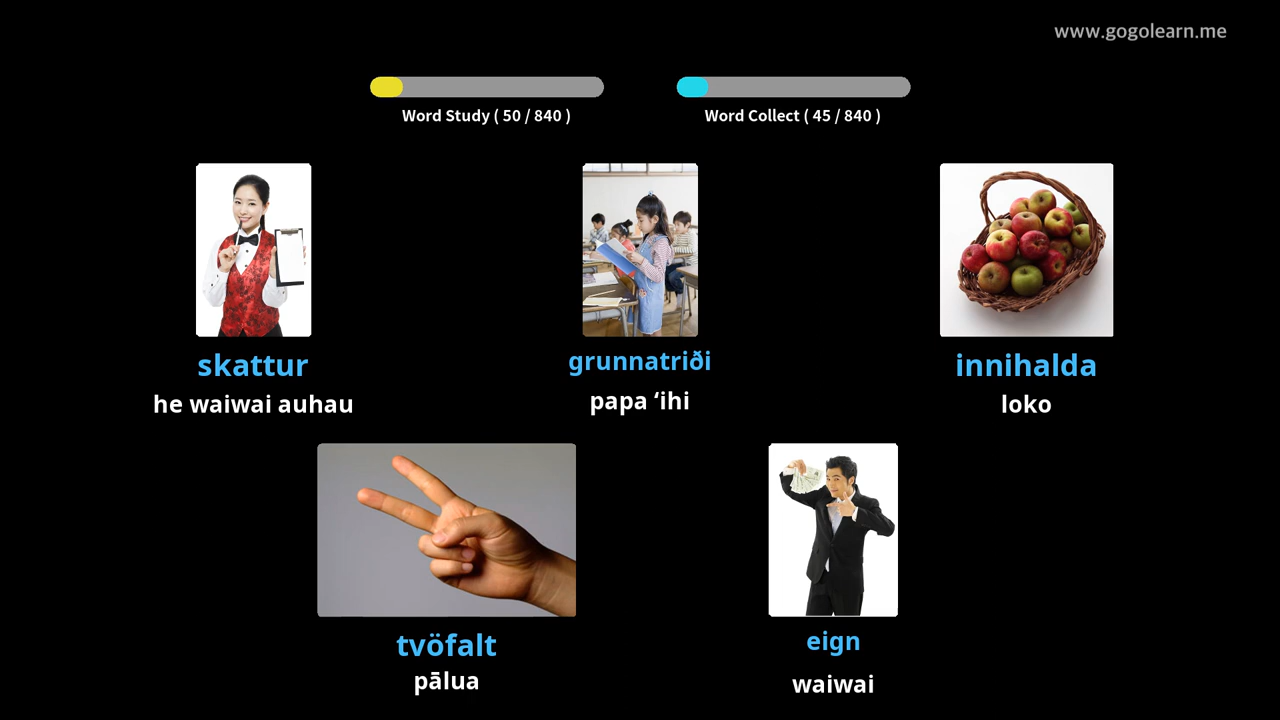 www.gogolearn.me
Word Study ( 50 / 840 )
Word Collect ( 45 / 840 )
skattur
he waiwai auhau
grunnatriði
papa ʻihi
innihalda
loko
tvöfalt
pālua
eign
waiwai